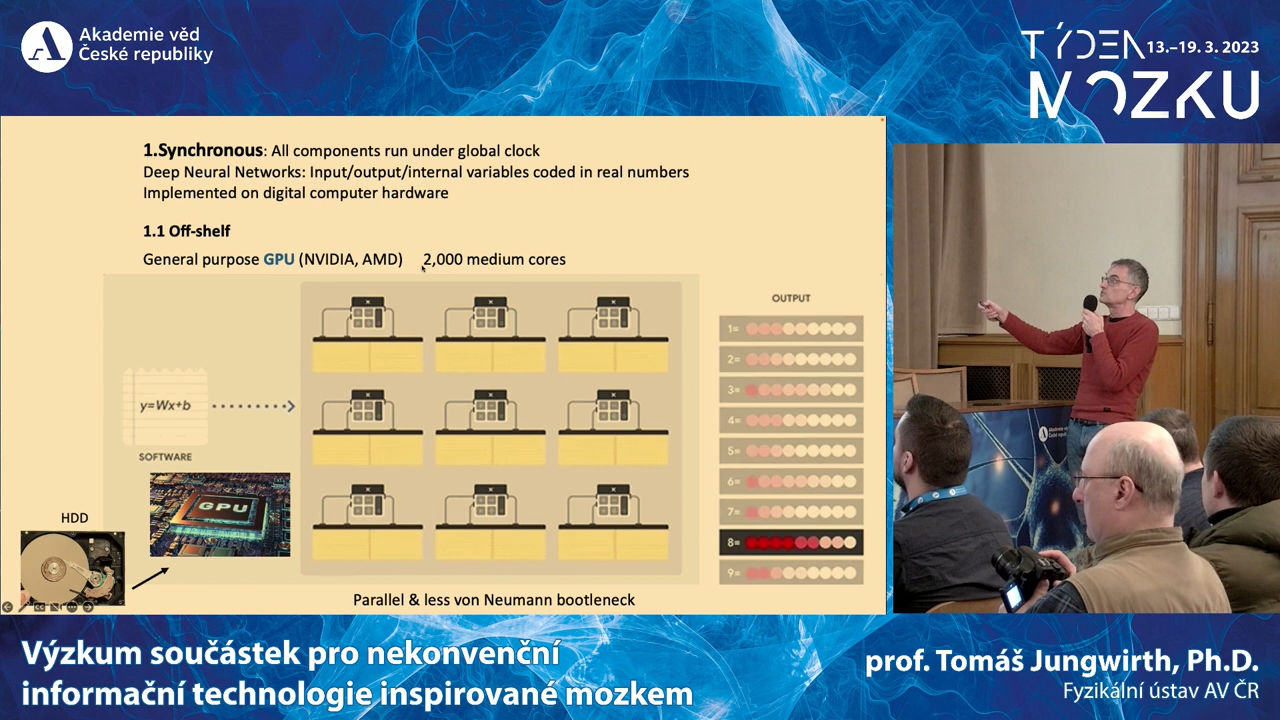 Akademie věd
České republiky
TÝDEN 13.–19. 3. 2023
MOZKU
1.Synchronous: All components run under global clock
Deep Neural Networks: Input/output/internal variables coded in real numbers
Implemented on digital computer hardware
1.1 Off-shelf
General purpose GPU (NVIDIA, AMD) 2,000 medium cores
y=Wx+b
SOFTWARE
GPU
HDD
OUTPUT
1=
2=
3=
4=
5=
6=
7=
8=
9=
Parallel & less von Neumann bootleneck
Akademie věd
Výzkum součástek pro nekonvenční
informační technologie inspirované mozkem
prof. Tomáš Jungwirth, Ph.D.
Fyzikální ústav AV ČR